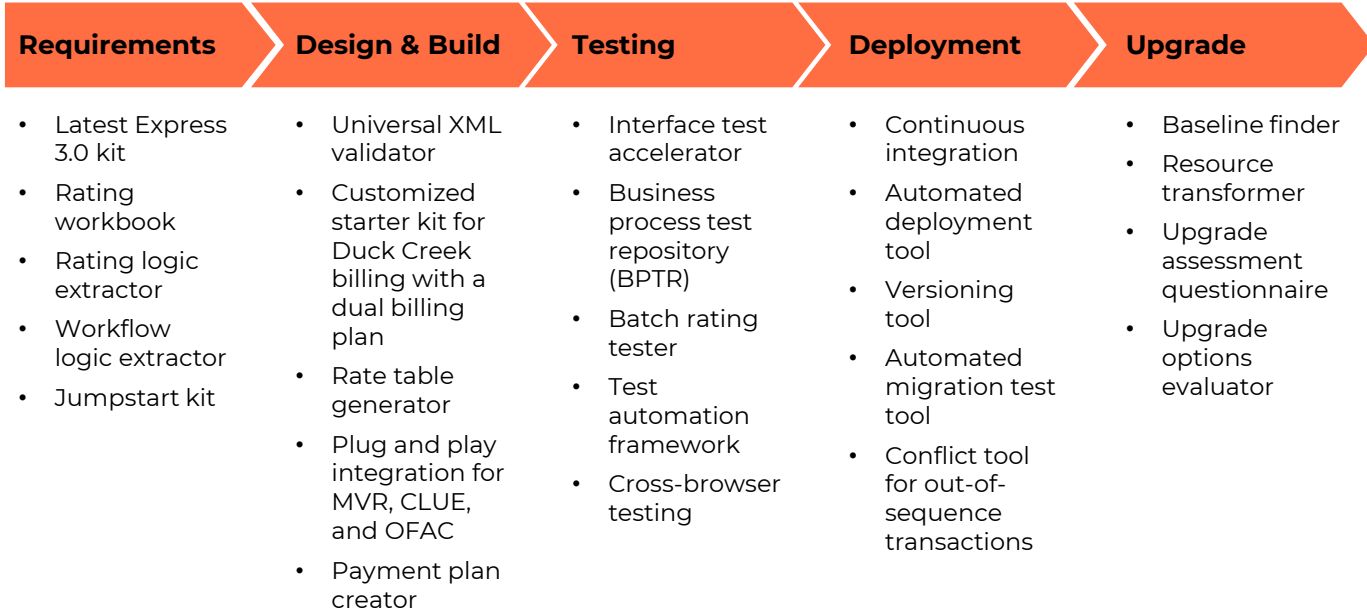 Requirements
Design & Build
Testing
Deployment
Upgrade
• Latest Express
3.0 kit
• Rating
workbook
• Rating logic
extractor
• Workflow
logic extractor
• Jumpstart kit
• Universal XML
validator
• Customized
starter kit for
Duck Creek
billing with a
dual billing
plan
• Rate table
generator
• Plug and play
integration for
MVR, CLUE,
and OFAC
• Payment plan
creator
• Interface test
accelerator
• Business
process test
repository
(BPTR)
• Batch rating
tester
• Test
automation
framework
• Cross-browser
testing
• Continuous
integration
• Automated
deployment
tool
• Versioning
tool
• Automated
migration test
tool
• Conflict tool
for out-of-
sequence
transactions
• Baseline finder
• Resource
transformer
• Upgrade
assessment
questionnaire
• Upgrade
options
evaluator